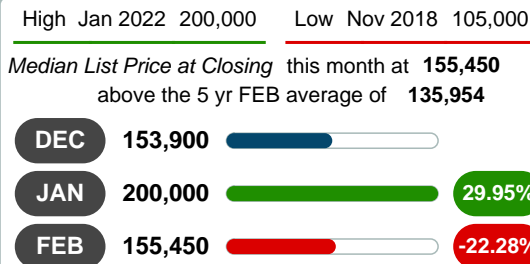 High Jan 2022 200,000 Low Nov 2018 105,000
Median List Price at Closing this month at 155,450
above the 5 yr FEB average of 135,954
DEC 153,900
JAN 200,000 29.95%
FEB 155,450 -22.28%